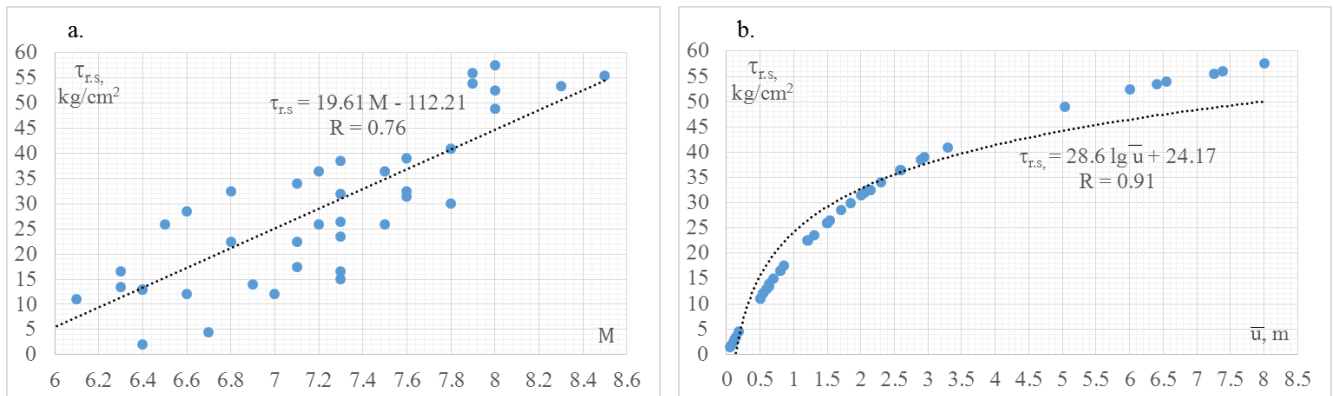 a.
60
55
50
45
40
35
30
25
20
15
10
5
0
τr.s,
kg/cm²
τr.s = 19.61 M - 112.21
R = 0.76
M
6 6.2 6.4 6.6 6.8 7 7.2 7.4 7.6 7.8 8 8.2 8.4 8.6
b.
60
55
50
45
40
35
30
25
20
15
10
5
0
τr.s,
kg/cm²
τr.s, = 28.6 lg u̅ + 24.17
R = 0.91
u̅, m
0 0.5 1 1.5 2 2.5 3 3.5 4 4.5 5 5.5 6 6.5 7 7.5 8 8.5